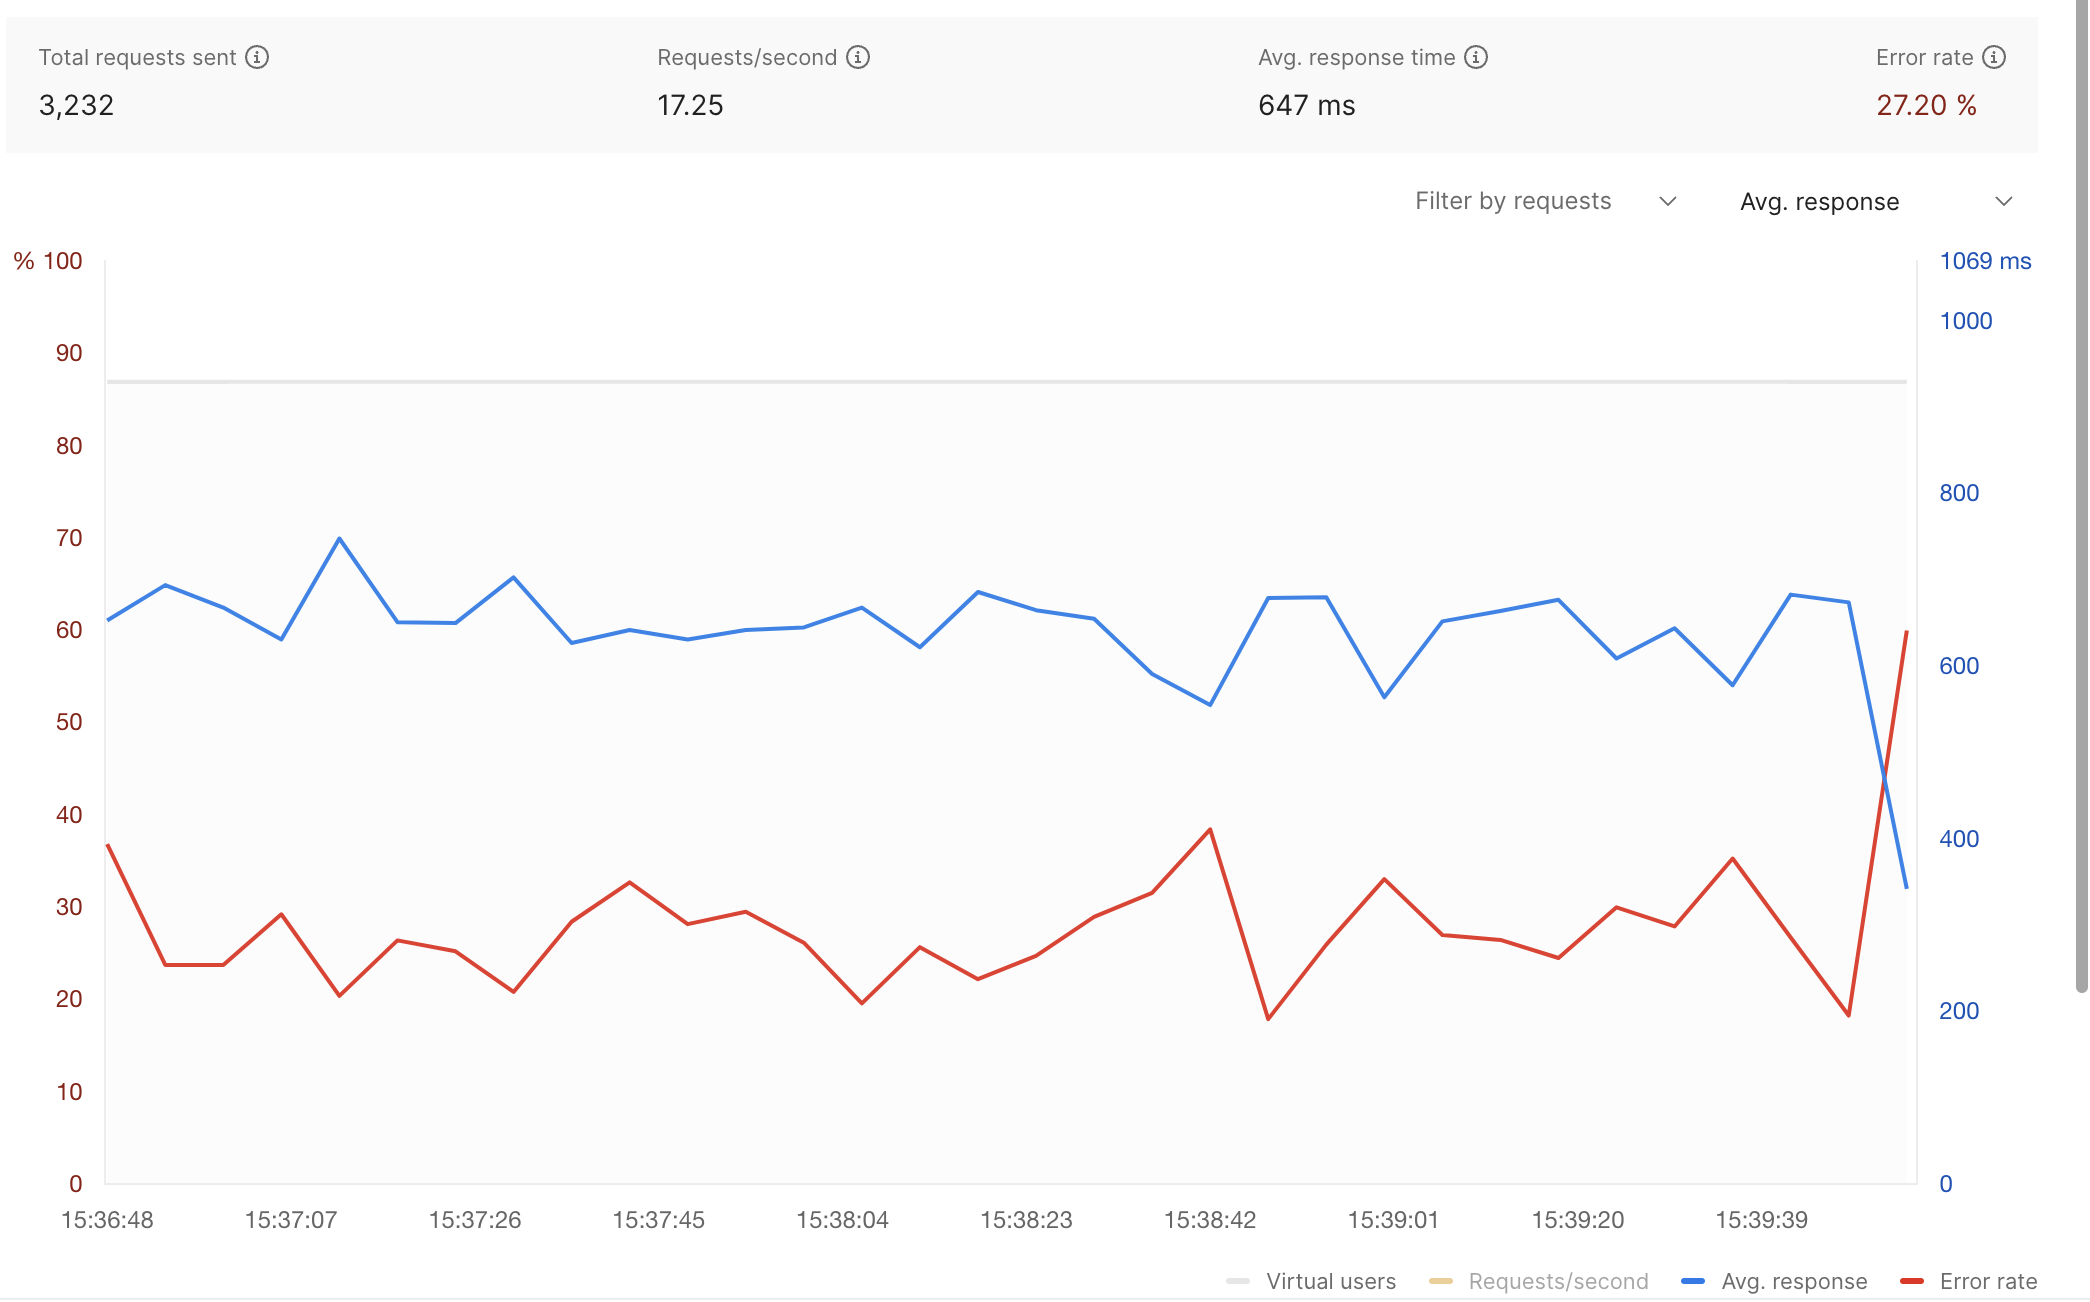 Total requests sent
Requests/second
Avg. response time
Error rate
3,232
17.25
647 ms
27.20 %
Filter by requests
Avg. response
% 100
90
80
70
60
50
40
30
20
10
0
1069 ms
1000
800
600
400
200
0
15:36:48
15:37:07
15:37:26
15:37:45
15:38:04
15:38:23
15:38:42
15:39:01
15:39:20
15:39:39
Virtual users
Requests/second
Avg. response
Error rate